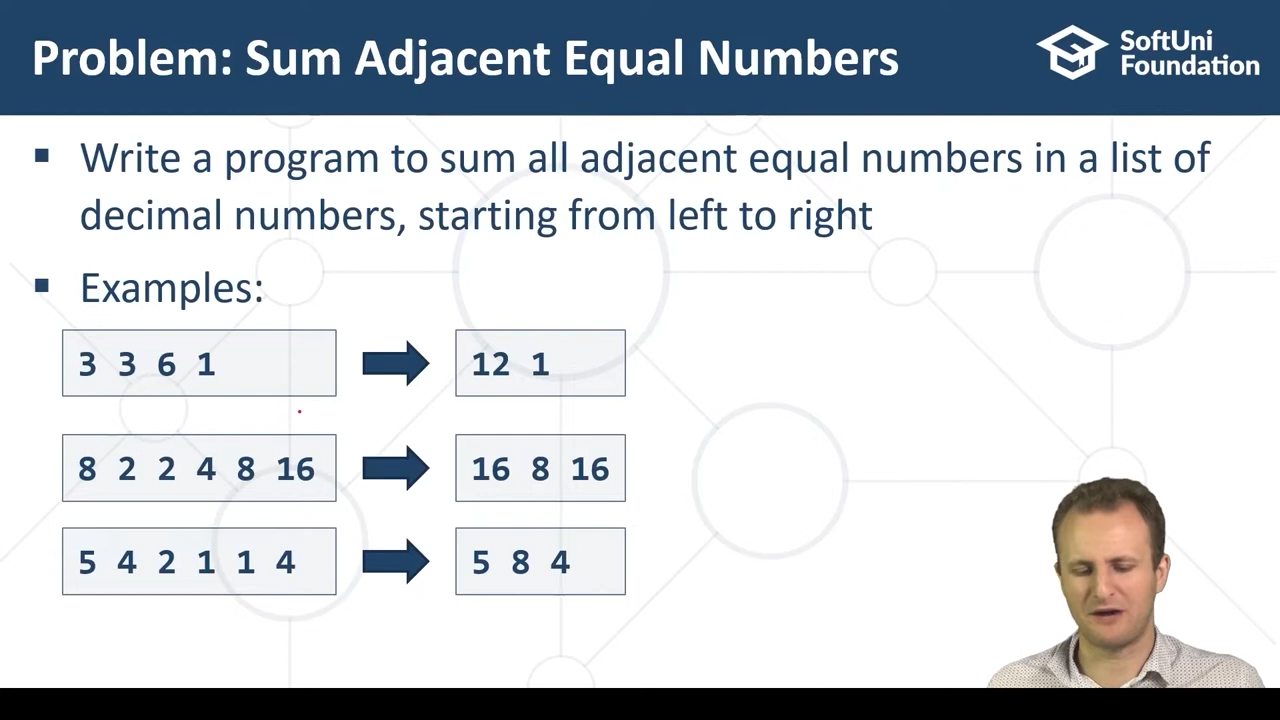 Problem: Sum Adjacent Equal Numbers
SoftUni
Foundation
Write a program to sum all adjacent equal numbers in a list of
decimal numbers, starting from left to right
Examples:
3 3 6 1
12 1
8 2 2 4 8 16
16 8 16
5 4 2 1 1 4
5 8 4